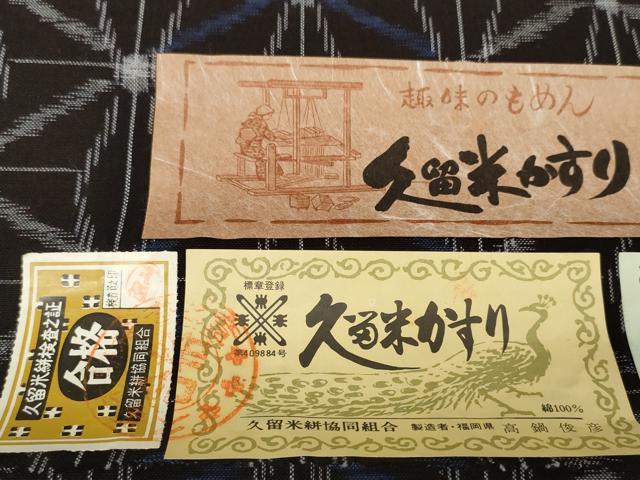 趣味のもめん
久留米かすり
標章登録
第409884号
久留米かすり
綿100%
久留米絣協同組合 製造者・福岡県 高鍋俊彦
久留米絣検査之証
合格
久留米絣協同組合